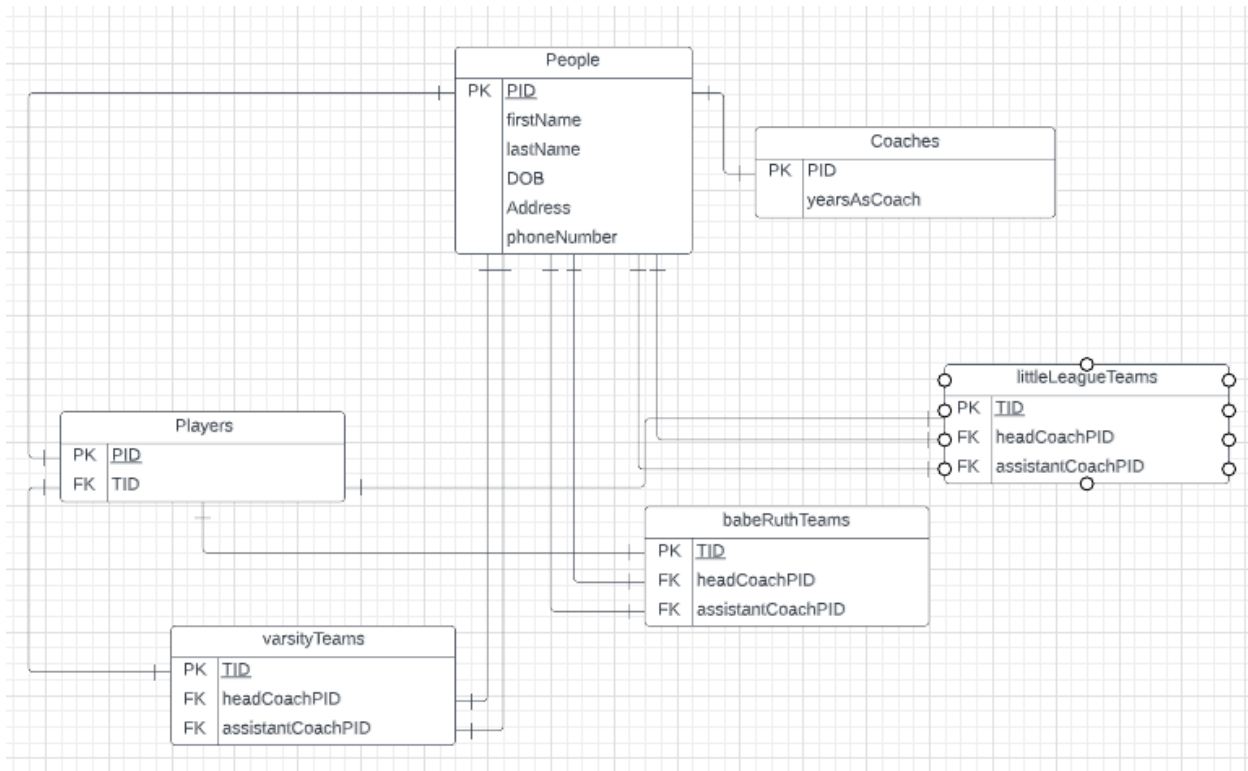 People
PK PID
firstName
lastName
DOB
Address
phoneNumber
Coaches
PK PID
yearsAsCoach
littleLeagueTeams
PK TID
FK headCoachPID
FK assistantCoachPID
Players
PK PID
FK TID
babeRuthTeams
PK TID
FK headCoachPID
FK assistantCoachPID
varsityTeams
PK TID
FK headCoachPID
FK assistantCoachPID